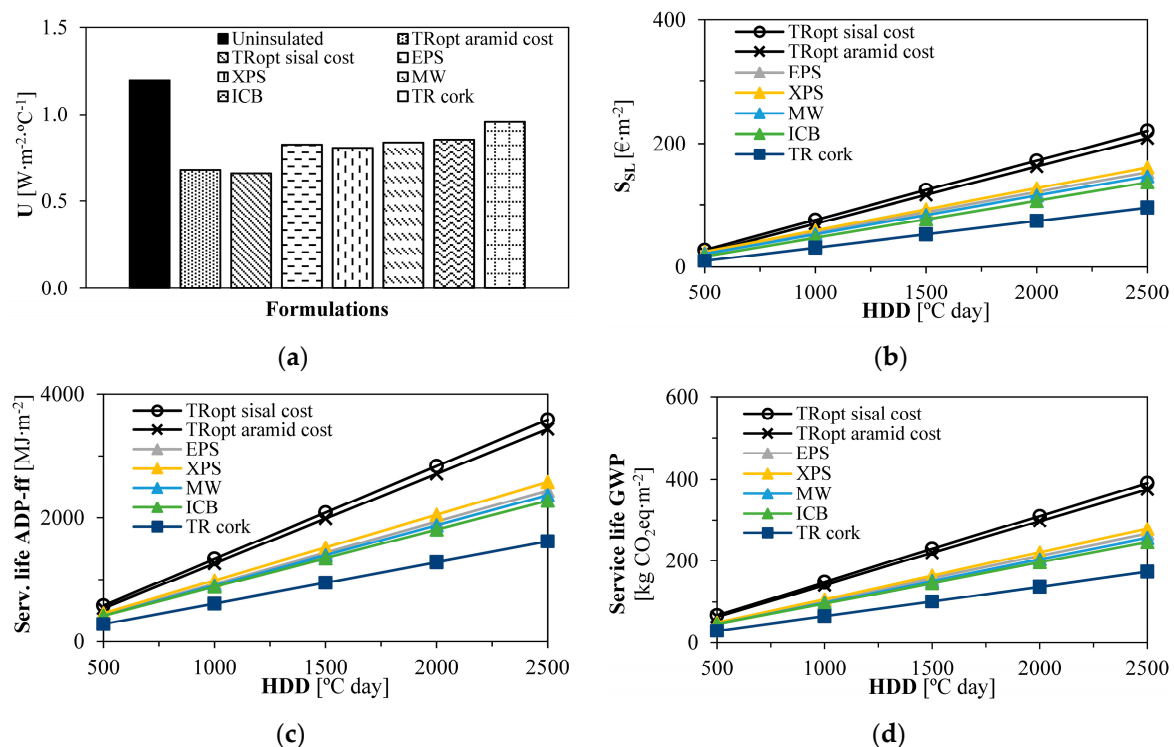 1.5
1.0
0.5
0.0
U [W·m⁻²·ºC⁻¹]
Uninsulated
TRopt aramid cost
TRopt sisal cost
EPS
XPS
MW
ICB
TR cork
Formulations
(a)
400
200
0
S_SL [€·m⁻²]
TRopt sisal cost
TRopt aramid cost
EPS
XPS
MW
ICB
TR cork
500 1000 1500 2000 2500
HDD [ºC day]
(b)
4000
2000
0
Serv. life ADP-ff [MJ·m⁻²]
TRopt sisal cost
TRopt aramid cost
EPS
XPS
MW
ICB
TR cork
500 1000 1500 2000 2500
HDD [ºC day]
(c)
600
400
200
0
Service life GWP
[kg CO₂eq·m⁻²]
TRopt sisal cost
TRopt aramid cost
EPS
XPS
MW
ICB
TR cork
500 1000 1500 2000 2500
HDD [ºC day]
(d)